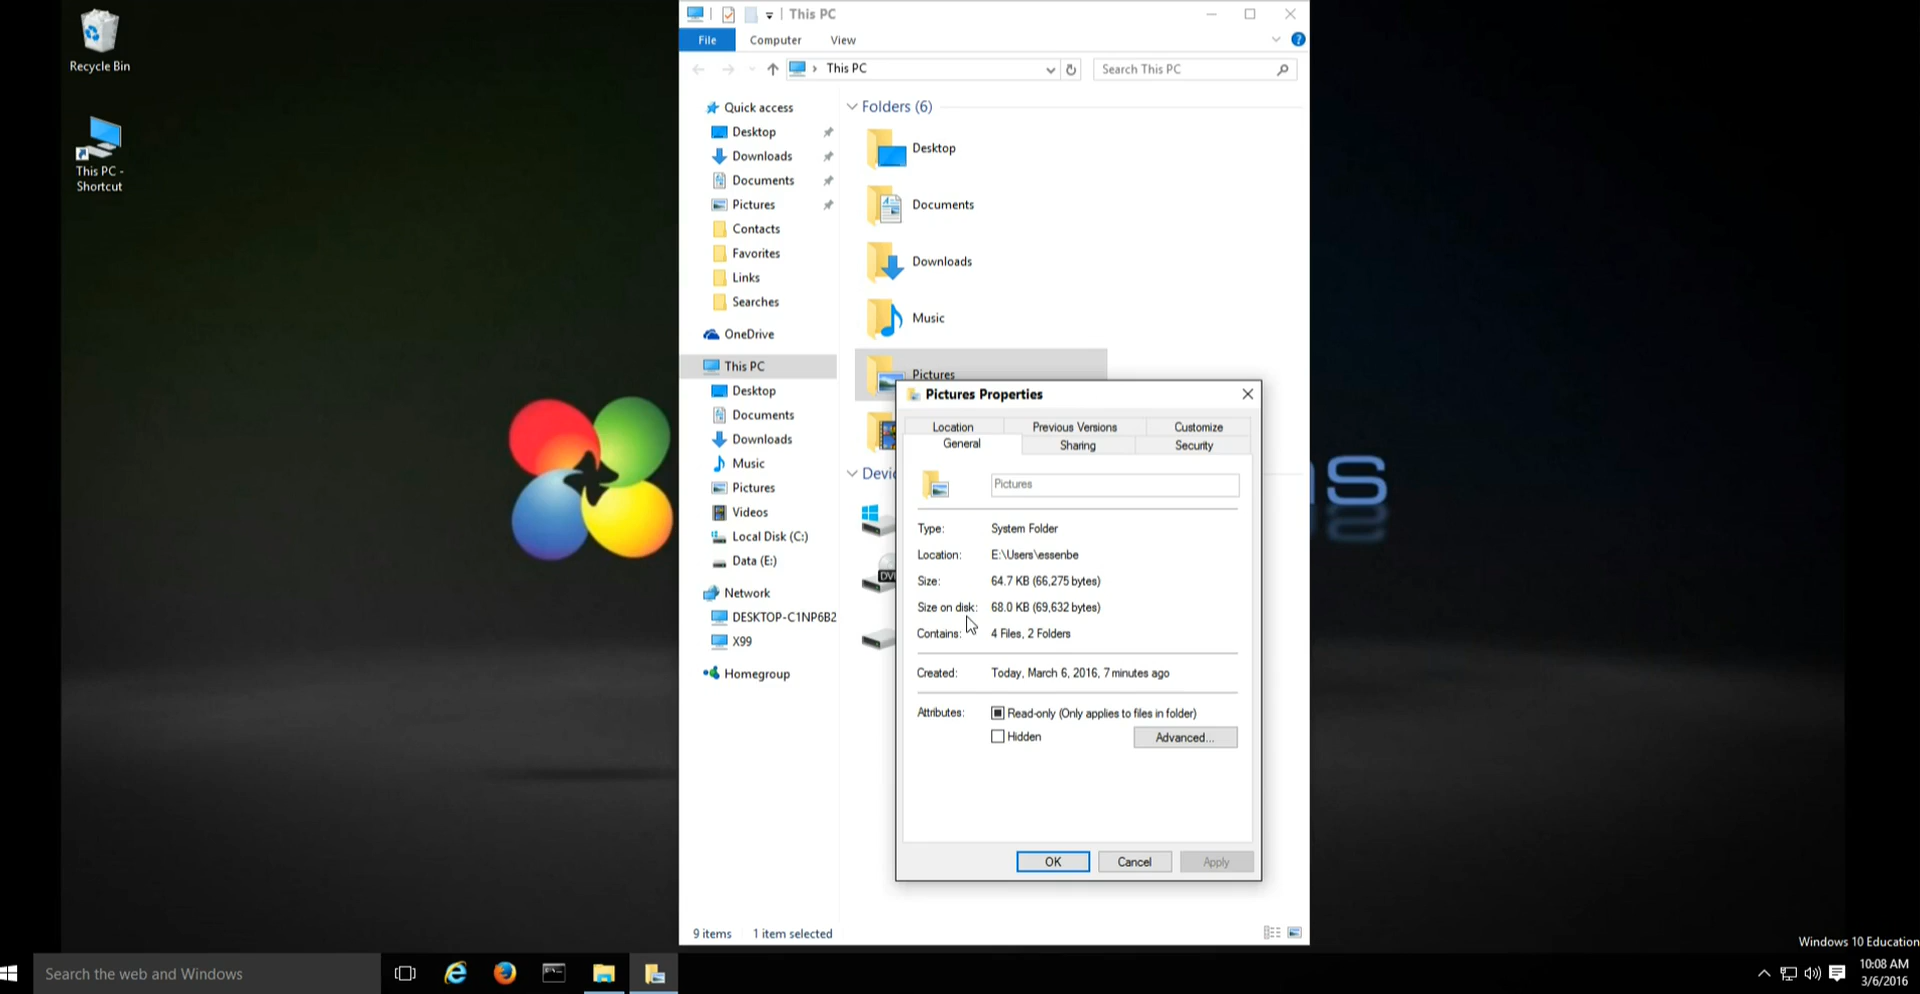 Recycle Bin
This PC -
Shortcut
This PC
File
Computer
View
This PC
Search This PC
Quick access
Desktop
Downloads
Documents
Pictures
Contacts
Favorites
Links
Searches
OneDrive
This PC
Desktop
Documents
Downloads
Music
Pictures
Videos
Local Disk (C:)
Data (E:)
Network
DESKTOP-C1NP6B2
X99
Homegroup
Folders (6)
Desktop
Documents
Downloads
Music
Pictures
Devi
DV
Pictures Properties
Location
Previous Versions
Customize
General
Sharing
Security
Pictures
Type: System Folder
Location: E:\Users\essenbe
Size: 64.7 KB (66,275 bytes)
Size on disk: 68.0 KB (69,632 bytes)
Contains: 4 Files, 2 Folders
Created: Today, March 6, 2016, 7 minutes ago
Attributes: Read-only (Only applies to files in folder)
Hidden
Advanced...
OK
Cancel
Apply
9 items
1 item selected
ns
Windows 10 Education
Search the web and Windows
10:08 AM
3/6/2016